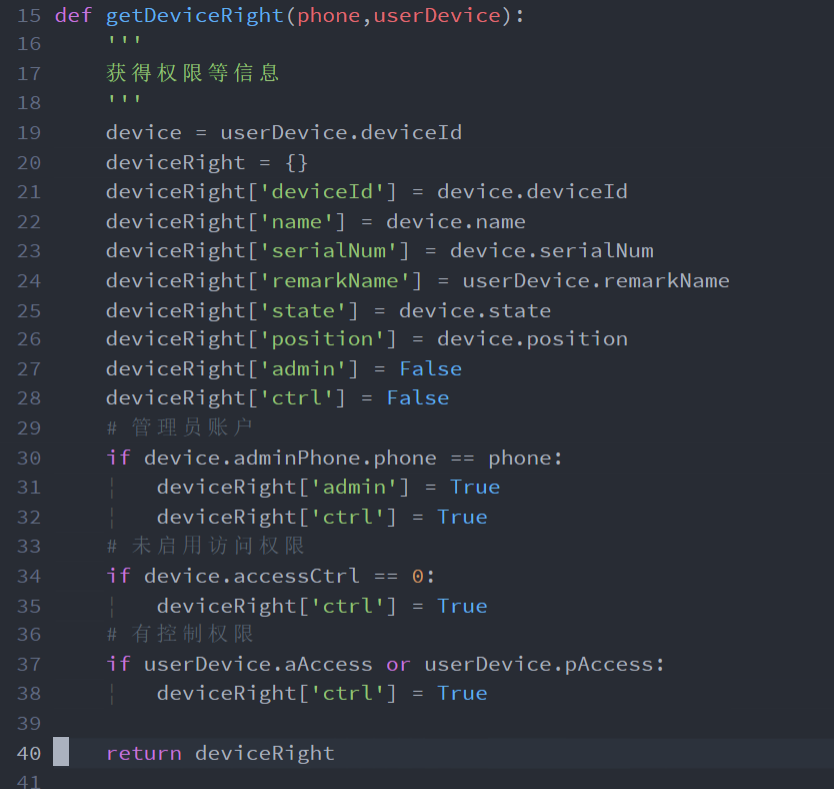 15 def getDeviceRight(phone,userDevice):
16     '''
17     获得权限等信息
18     '''
19     device = userDevice.deviceId
20     deviceRight = {}
21     deviceRight['deviceId'] = device.deviceId
22     deviceRight['name'] = device.name
23     deviceRight['serialNum'] = device.serialNum
24     deviceRight['remarkName'] = userDevice.remarkName
25     deviceRight['state'] = device.state
26     deviceRight['position'] = device.position
27     deviceRight['admin'] = False
28     deviceRight['ctrl'] = False
29     # 管理员账户
30     if device.adminPhone.phone == phone:
31         deviceRight['admin'] = True
32         deviceRight['ctrl'] = True
33     # 未启用访问权限
34     if device.accessCtrl == 0:
35         deviceRight['ctrl'] = True
36     # 有控制权限
37     if userDevice.aAccess or userDevice.pAccess:
38         deviceRight['ctrl'] = True
39
40     return deviceRight
41